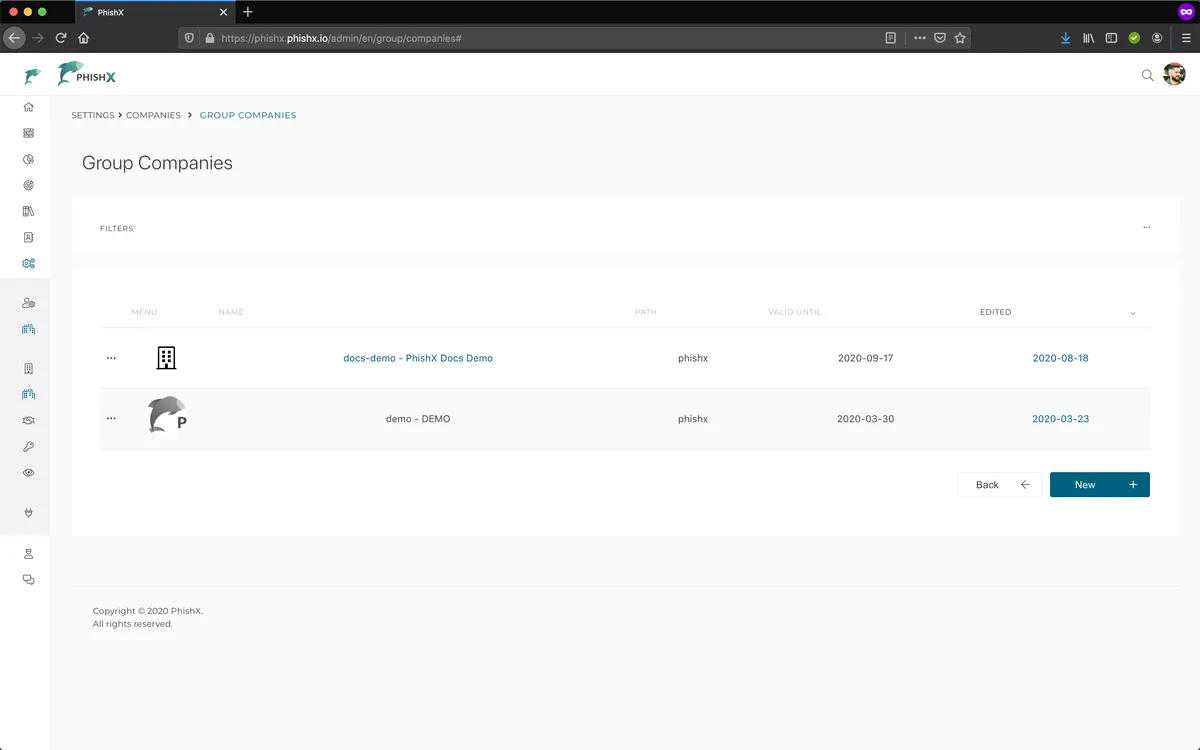 PhishX
https://phishx.phishx.io/admin/en/group/companies#
PHISHX
SETTINGS > COMPANIES > GROUP COMPANIES
Group Companies
FILTERS
MENU NAME PATH VALID UNTIL EDITED
docs-demo - PhishX Docs Demo phishx 2020-09-17 2020-08-18
P demo - DEMO phishx 2020-03-30 2020-03-23
Back New
Copyright © 2020 PhishX.
All rights reserved.